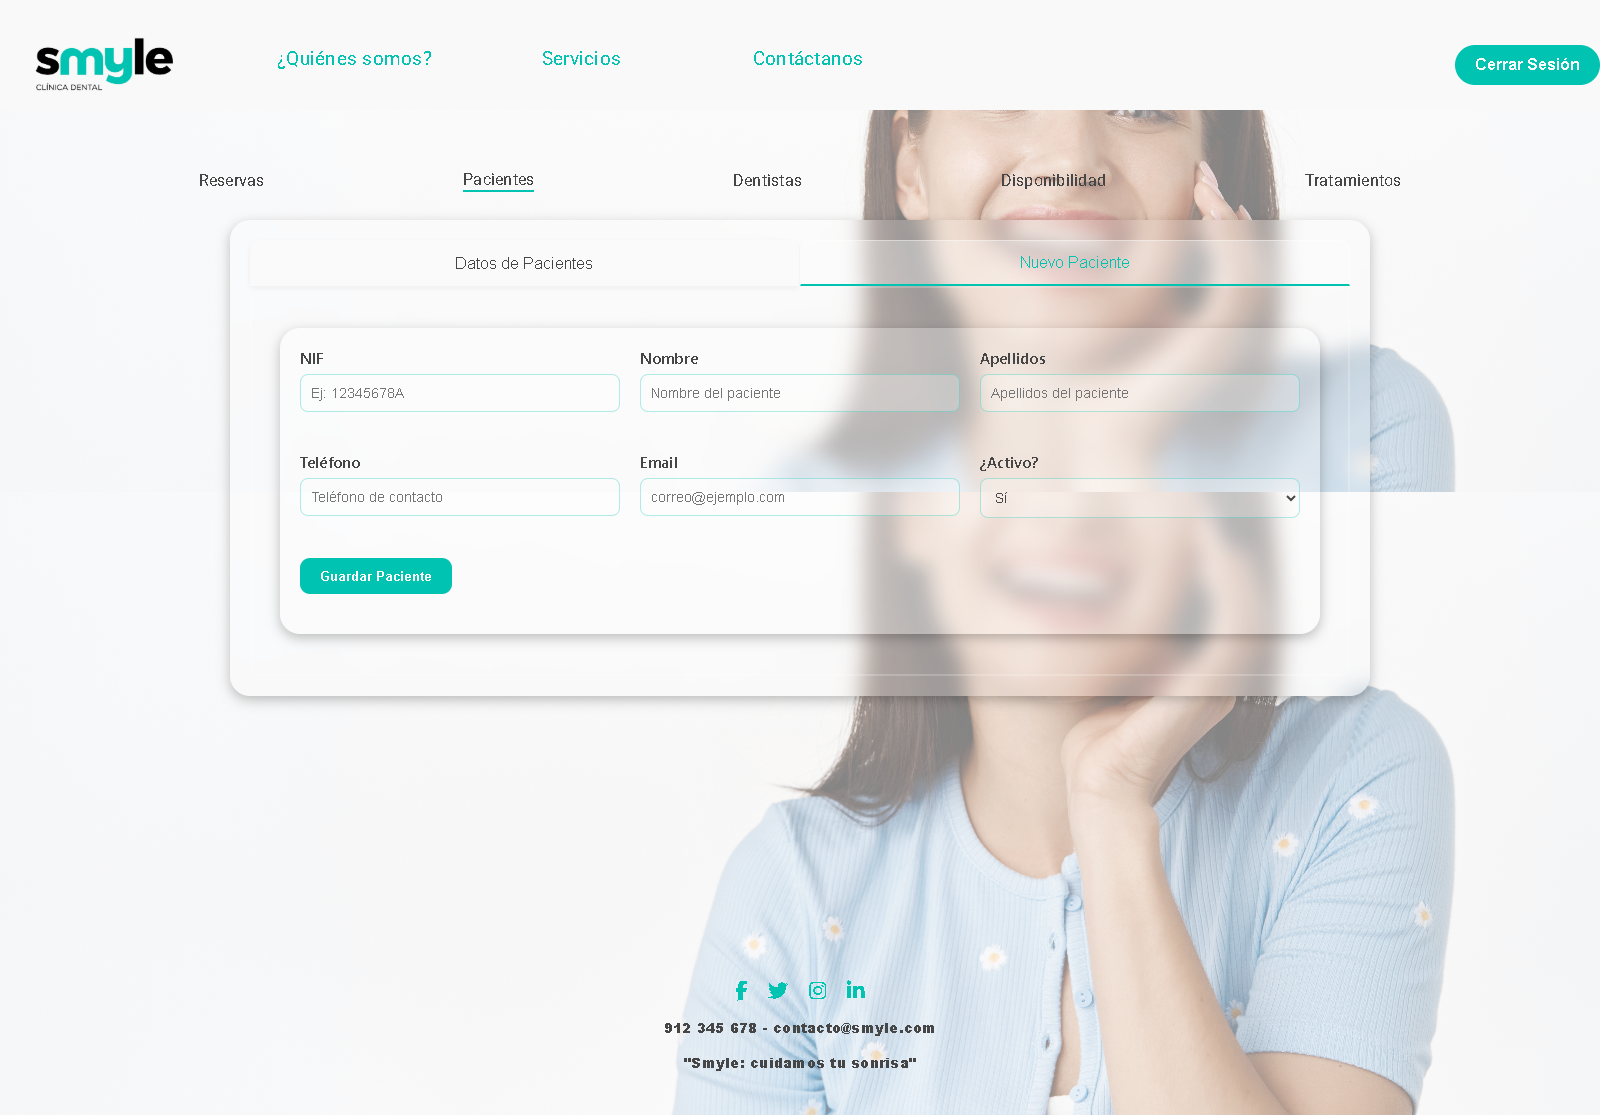 smyle
CLÍNICA DENTAL
¿Quiénes somos? Servicios Contáctanos Cerrar Sesión
Reservas Pacientes Dentistas Disponibilidad Tratamientos
Datos de Pacientes Nuevo Paciente
NIF Nombre Apellidos
Ej: 12345678A Nombre del paciente Apellidos del paciente
Teléfono Email ¿Activo?
Teléfono de contacto correo@ejemplo.com Sí
Guardar Paciente
912 345 678 - contacto@smyle.com
"Smyle: cuidamos tu sonrisa"